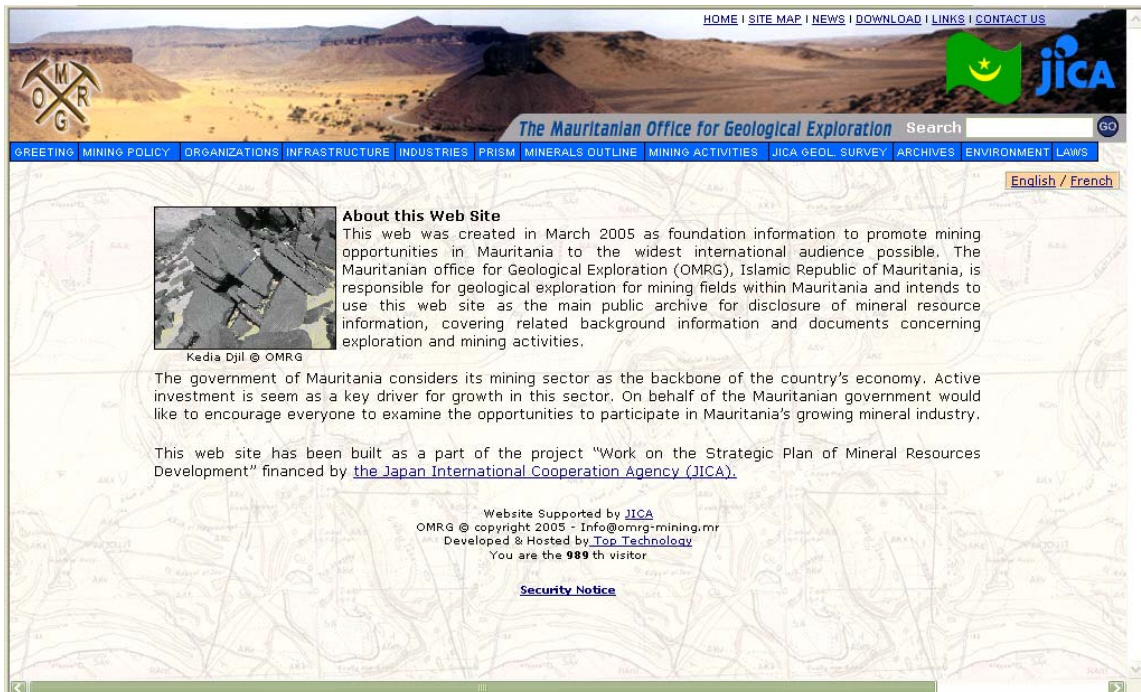 HOME I SITE MAP I NEWS I DOWNLOAD I LINKS I CONTACT US
O M R G
jICA
The Mauritanian Office for Geological Exploration
Search
GO
GREETING MINING POLICY ORGANIZATIONS INFRASTRUCTURE INDUSTRIES PRISM MINERALS OUTLINE MINING ACTIVITIES JICA GEOL. SURVEY ARCHIVES ENVIRONMENT LAWS
English / French
About this Web Site
This web was created in March 2005 as foundation information to promote mining
opportunities in Mauritania to the widest international audience possible. The
Mauritanian office for Geological Exploration (OMRG), Islamic Republic of Mauritania, is
responsible for geological exploration for mining fields within Mauritania and intends to
use this web site as the main public archive for disclosure of mineral resource
information, covering related background information and documents concerning
exploration and mining activities.
Kedia Djil @ OMRG
The government of Mauritania considers its mining sector as the backbone of the country's economy. Active
investment is seem as a key driver for growth in this sector. On behalf of the Mauritanian government would
like to encourage everyone to examine the opportunities to participate in Mauritania's growing mineral industry.
This web site has been built as a part of the project "Work on the Strategic Plan of Mineral Resources
Development" financed by the Japan International Cooperation Agency (JICA).
Website Supported by JICA
OMRG @ copyright 2005 - Info@omrg-mining.mr
Developed & Hosted by Top Technology
You are the 989 th visitor
Security Notice